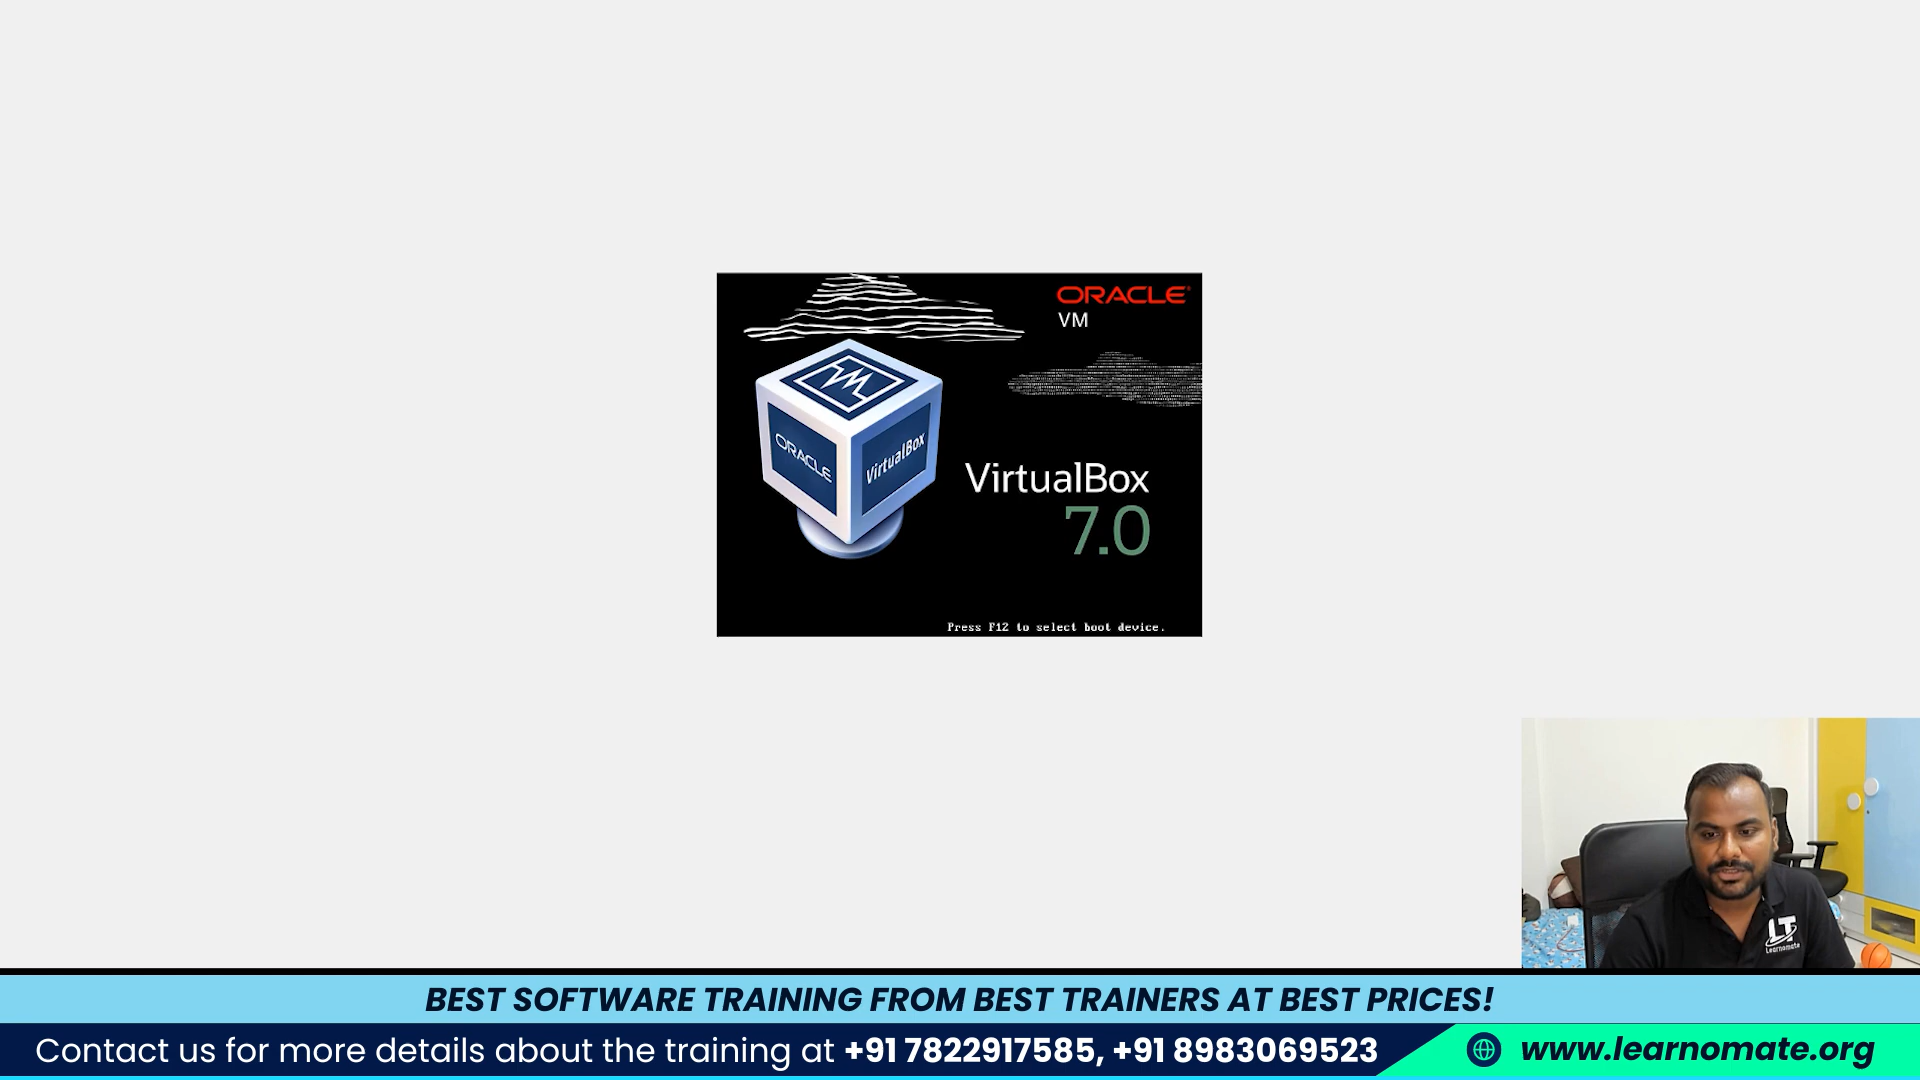 ORACLE
VM
ORACLE
VirtualBox
VirtualBox
7.0
Press F12 to select boot device.
LT
Learnomate
BEST SOFTWARE TRAINING FROM BEST TRAINERS AT BEST PRICES!
Contact us for more details about the training at +91 7822917585, +91 8983069523
www.learnomate.org